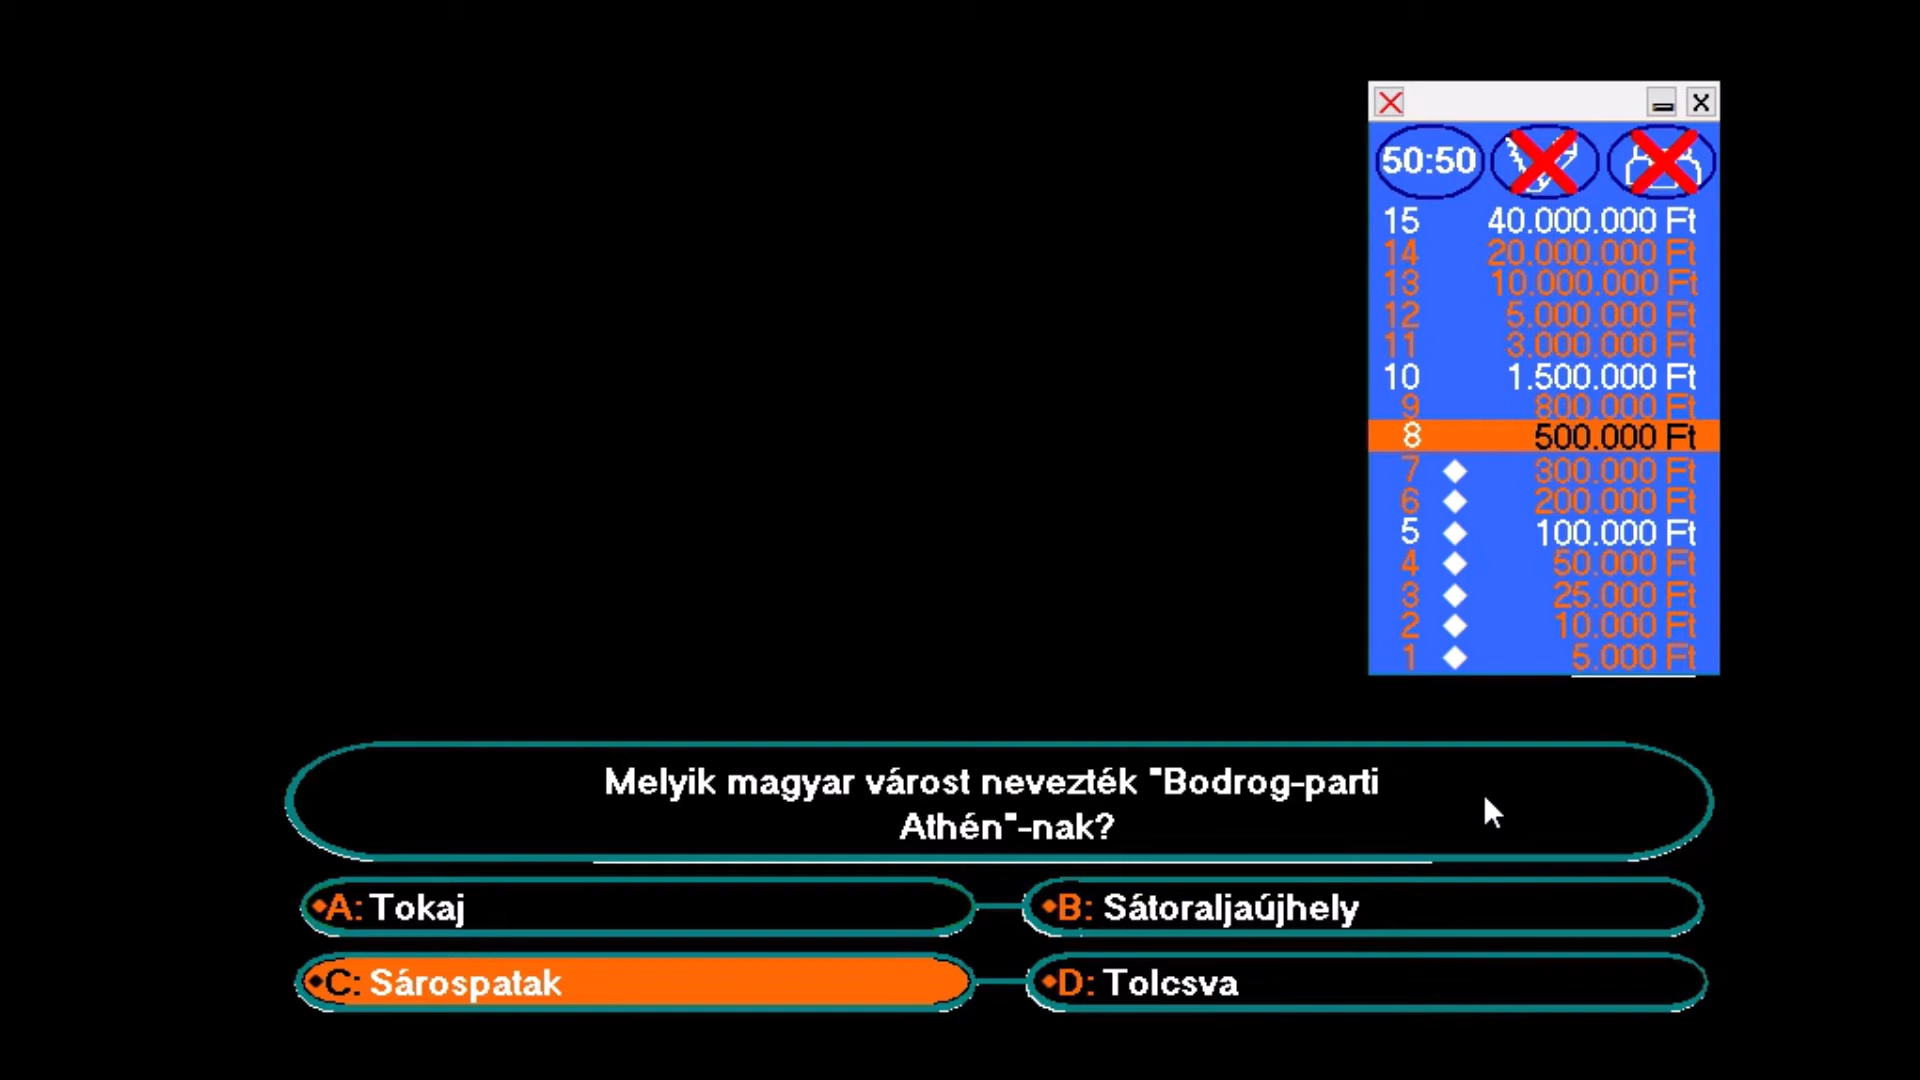 50:50
15 40.000.000 Ft
14 20.000.000 Ft
13 10.000.000 Ft
12 5.000.000 Ft
11 3.000.000 Ft
10 1.500.000 Ft
9 800.000 Ft
8 500.000 Ft
7 300.000 Ft
6 200.000 Ft
5 100.000 Ft
4 50.000 Ft
3 25.000 Ft
2 10.000 Ft
1 5.000 Ft
Melyik magyar várost nevezték "Bodrog-parti
Athén"-nak?
A: Tokaj
B: Sátoraljaújhely
C: Sárospatak
D: Tolcsva